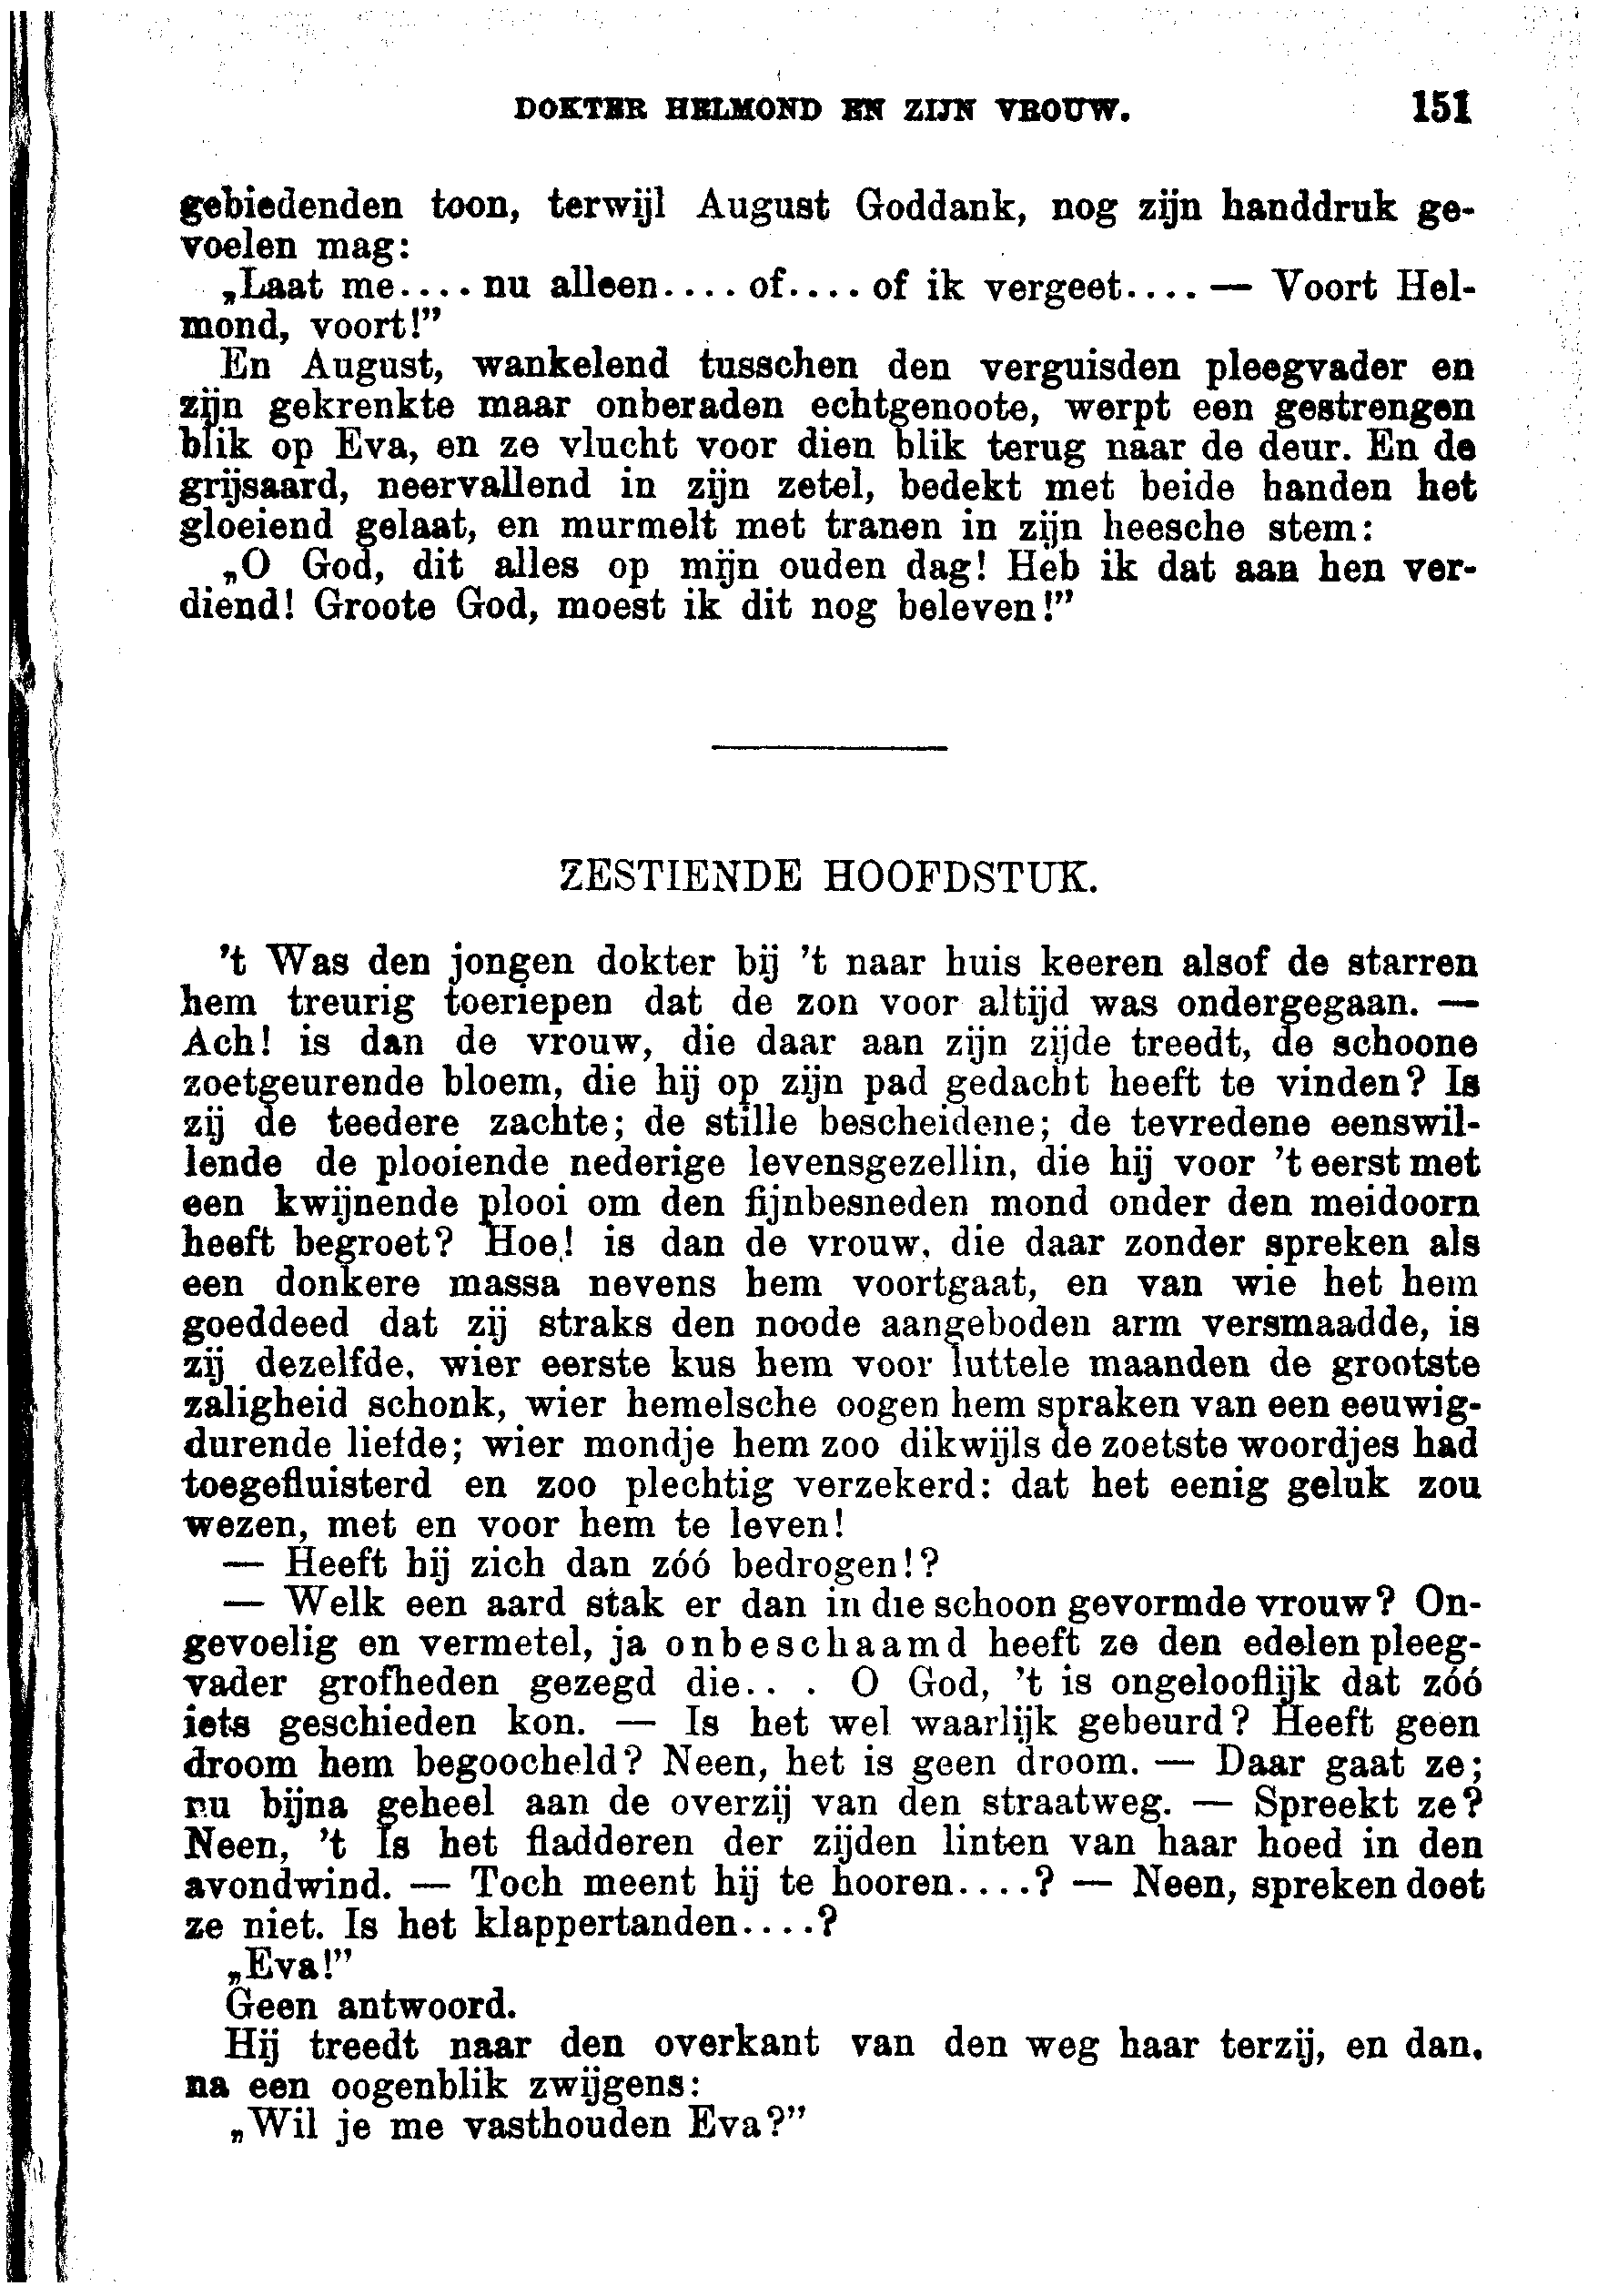 DOKTER HELMOND EN ZIJN VROUW. 151
gebiedenden toon, terwijl August Goddank, nog zijn handdruk ge-
voelen mag:
„Laat me.... nu alleen.... of.... of ik vergeet.... — Voort Hel-
mond, voort!”
En August, wankelend tusschen den verguisden pleegvader en
zijn gekrenkte maar onberaden echtgenoote, werpt een gestrengen
blik op Eva, en ze vlucht voor dien blik terug naar de deur. En de
grijsaard, neervallend in zijn zetel, bedekt met beide handen het
gloeiend gelaat, en murmelt met tranen in zijn heesche stem:
„O God, dit alles op mijn ouden dag! Heb ik dat aan hen ver-
diend! Groote God, moest ik dit nog beleven!”
ZESTIENDE HOOFDSTUK.
't Was den jongen dokter bij 't naar huis keeren alsof de starren
hem treurig toeriepen dat de zon voor altijd was ondergegaan. —
Ach! is dan de vrouw, die daar aan zijn zijde treedt, de schoone
zoetgeurende bloem, die hij op zijn pad gedacht heeft te vinden? Is
zij de teedere zachte; de stille bescheidene; de tevredene eenswil-
lende de plooiende nederige levensgezellin, die hij voor 't eerst met
een kwijnende plooi om den fijnbesneden mond onder den meidoorn
heeft begroet? Hoe! is dan de vrouw, die daar zonder spreken als
een donkere massa nevens hem voortgaat, en van wie het hem
goeddeed dat zij straks den noode aangeboden arm versmaadde, is
zij dezelfde, wier eerste kus hem voor luttele maanden de grootste
zaligheid schonk, wier hemelsche oogen hem spraken van een eeuwig-
durende liefde; wier mondje hem zoo dikwijls de zoetste woordjes had
toegefluisterd en zoo plechtig verzekerd: dat het eenig geluk zou
wezen, met en voor hem te leven!
— Heeft hij zich dan zóó bedrogen!?
— Welk een aard stak er dan in die schoon gevormde vrouw? On-
gevoelig en vermetel, ja onbeschaamd heeft ze den edelen pleeg-
vader grofheden gezegd die.. . O God, 't is ongelooflijk dat zóó
iets geschieden kon. — Is het wel waarlijk gebeurd? Heeft geen
droom hem begoocheld? Neen, het is geen droom. — Daar gaat ze;
nu bijna geheel aan de overzij van den straatweg. — Spreekt ze?
Neen, 't Is het fladderen der zijden linten van haar hoed in den
avondwind. — Toch meent hij te hooren....? — Neen, spreken doet
ze niet. Is het klappertanden....?
„Eva!”
Geen antwoord.
Hij treedt naar den overkant van den weg haar terzij, en dan,
na een oogenblik zwijgens:
„Wil je me vasthouden Eva?”